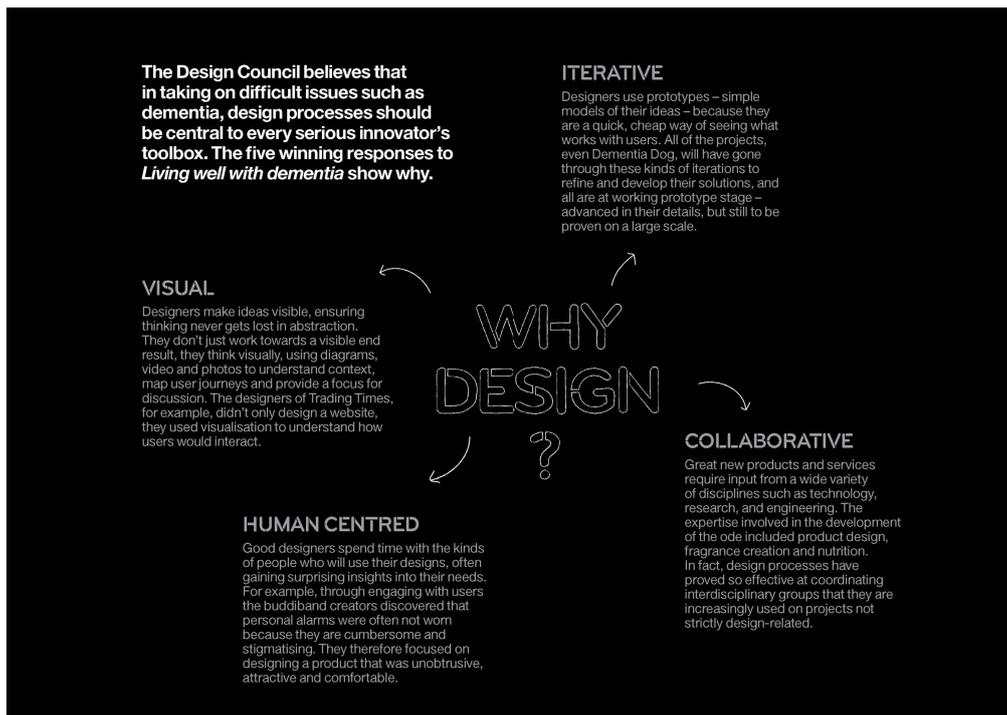 The Design Council believes that
in taking on difficult issues such as
dementia, design processes should
be central to every serious innovator's
toolbox. The five winning responses to
Living well with dementia show why.
ITERATIVE
Designers use prototypes – simple
models of their ideas – because they
are a quick, cheap way of seeing what
works with users. All of the projects,
even Dementia Dog, will have gone
through these kinds of iterations to
refine and develop their solutions, and
all are at working prototype stage –
advanced in their details, but still to be
proven on a large scale.
VISUAL
Designers make ideas visible, ensuring
thinking never gets lost in abstraction.
They don't just work towards a visible end
result, they think visually, using diagrams,
video and photos to understand context,
map user journeys and provide a focus for
discussion. The designers of Trading Times,
for example, didn't only design a website,
they used visualisation to understand how
users would interact.
WHY
DESIGN
?
COLLABORATIVE
Great new products and services
require input from a wide variety
of disciplines such as technology,
research, and engineering. The
expertise involved in the development
of the ode included product design,
fragrance creation and nutrition.
In fact, design processes have
proved so effective at coordinating
interdisciplinary groups that they are
increasingly used on projects not
strictly design-related.
HUMAN CENTRED
Good designers spend time with the kinds
of people who will use their designs, often
gaining surprising insights into their needs.
For example, through engaging with users
the buddiband creators discovered that
personal alarms were often not worn
because they are cumbersome and
stigmatising. They therefore focused on
designing a product that was unobtrusive,
attractive and comfortable.